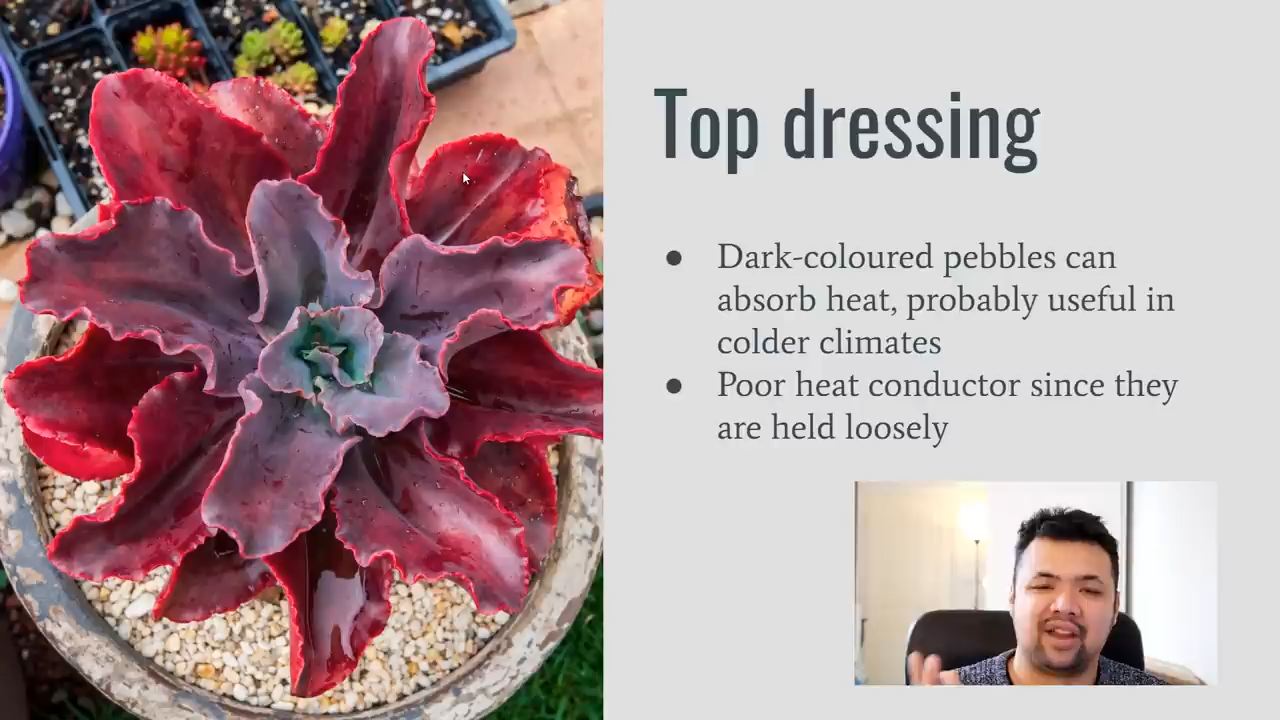 Top dressing
● Dark-coloured pebbles can
absorb heat, probably useful in
colder climates
● Poor heat conductor since they
are held loosely